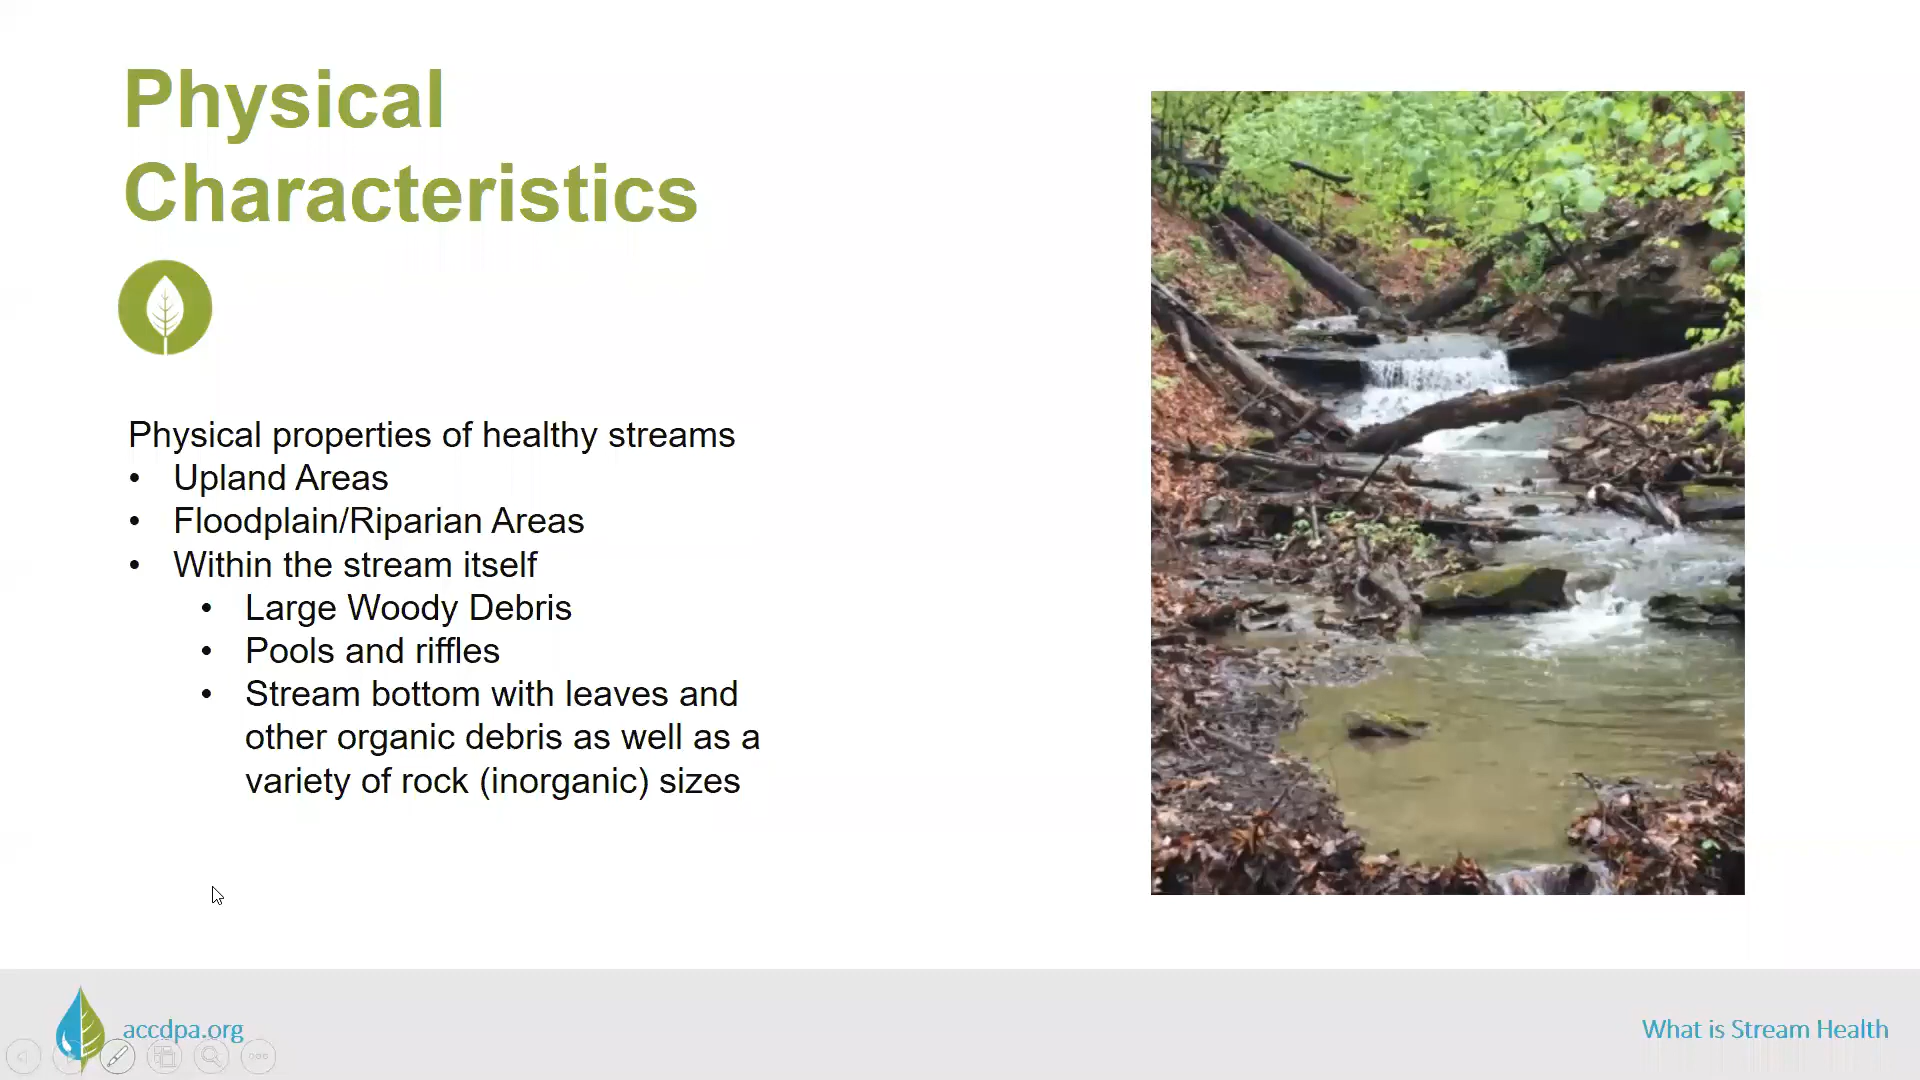 Physical
Characteristics
Physical properties of healthy streams
• Upland Areas
• Floodplain/Riparian Areas
• Within the stream itself
• Large Woody Debris
• Pools and riffles
• Stream bottom with leaves and
other organic debris as well as a
variety of rock (inorganic) sizes
accdpa.org
What is Stream Health